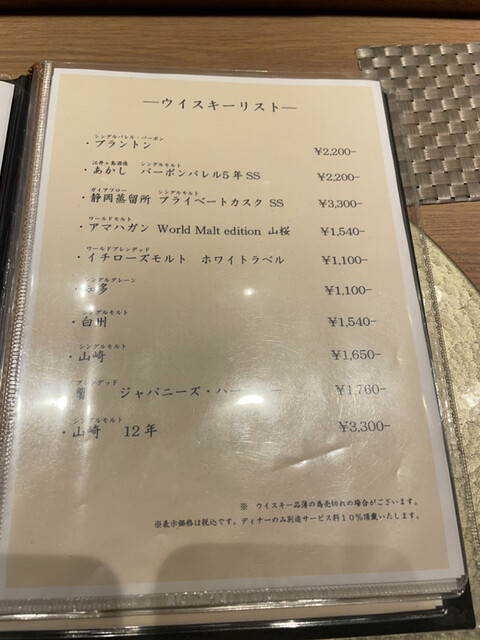 ―ウイスキーリスト―
シングルバレル・バーボン
・ブラントン ¥2,200-
江井ヶ島酒造 シングルモルト
・あかし バーボンバレル5年 SS ¥2,200-
ガイアフロー シングルモルト
・静岡蒸留所 プライベートカスク SS ¥3,300-
ワールドモルト
・アマハガン World Malt edition 山桜 ¥1,540-
ワールドブレンデッド
・イチローズモルト ホワイトラベル ¥1,100-
シングルグレーン
・多 ¥1,100-
シングルモルト
・白州 ¥1,540-
シングルモルト
・山崎 ¥1,650-
ブレンデッド
ジャパニーズ・ハー ¥1,760-
シングルモルト
・山崎 12年 ¥3,300-
※ ウイスキー品薄の為売切れの場合がございます。
※表示価格は税込です。ディナーのみ別途サービス料10%頂戴いたします。